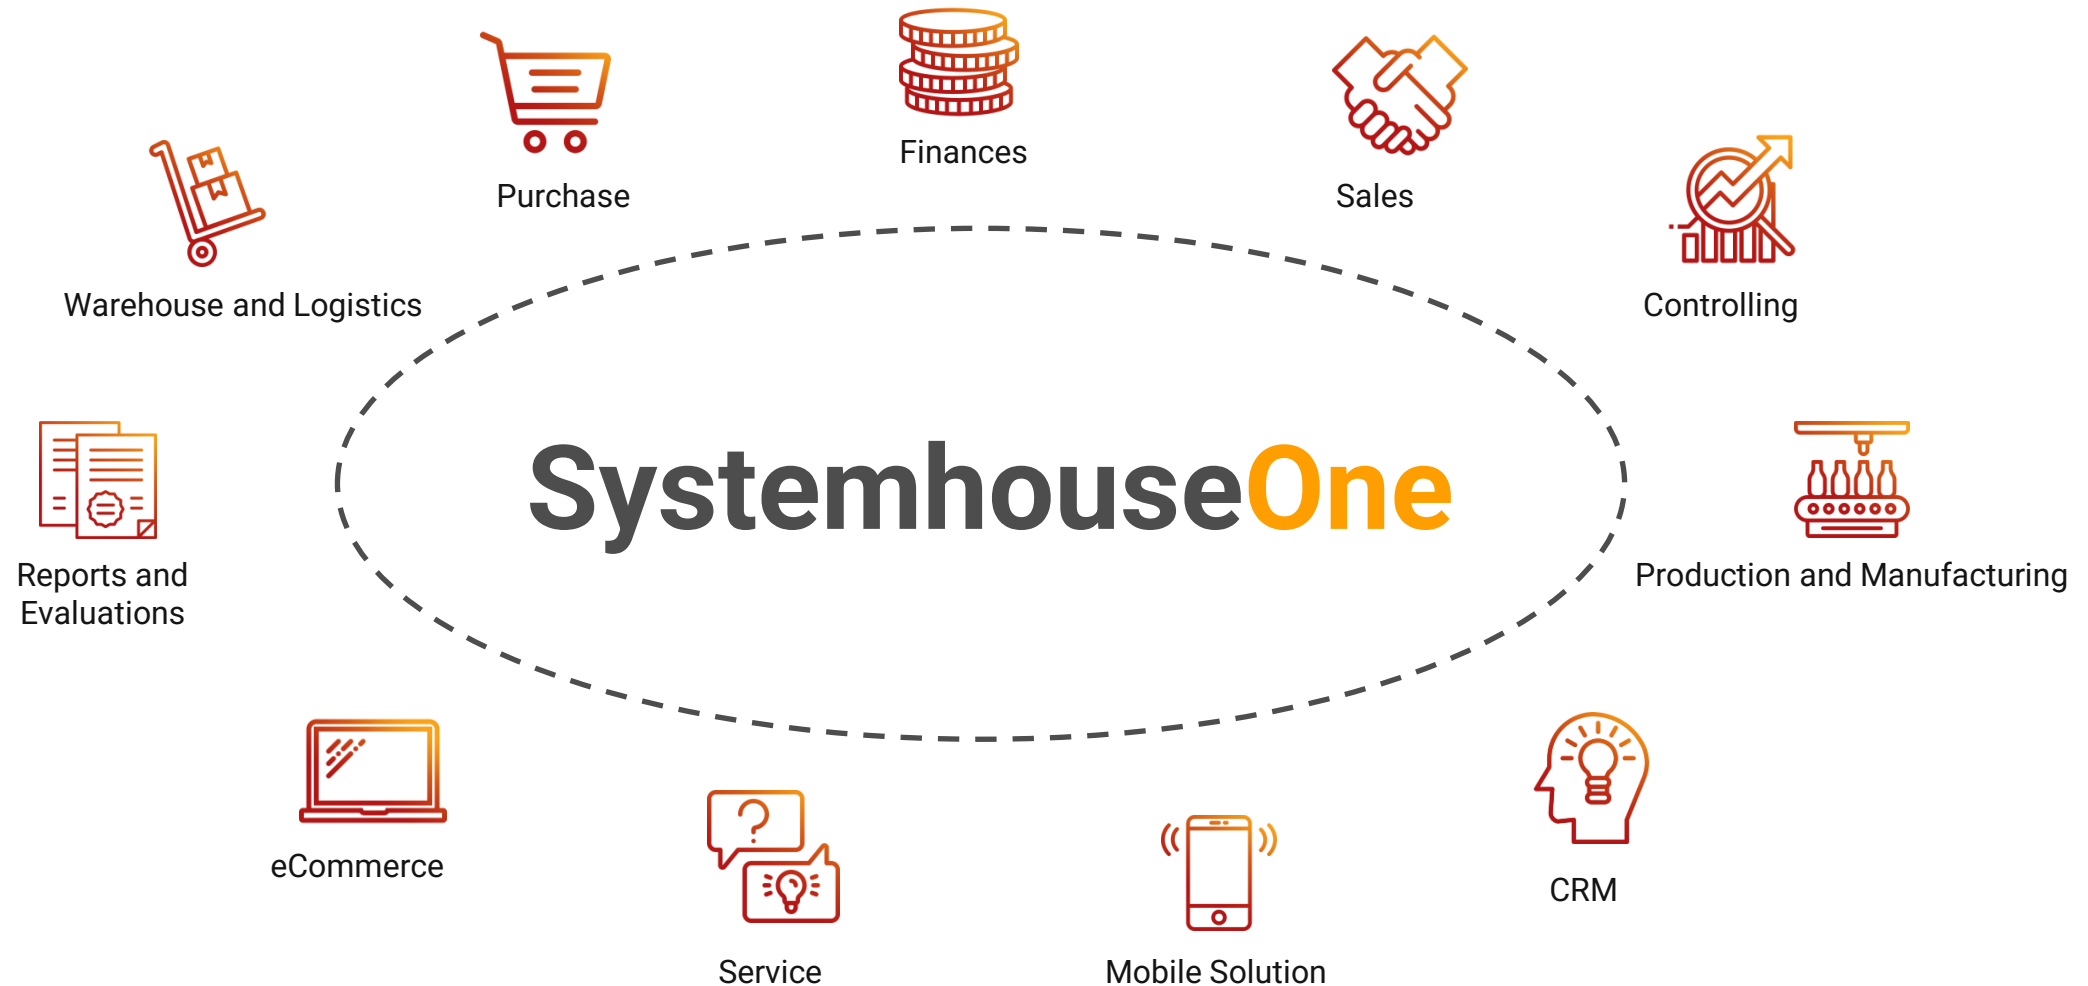 Finances
Purchase
Sales
Warehouse and Logistics
Controlling
SystemhouseOne
Reports and
Evaluations
Production and Manufacturing
eCommerce
CRM
Service
Mobile Solution